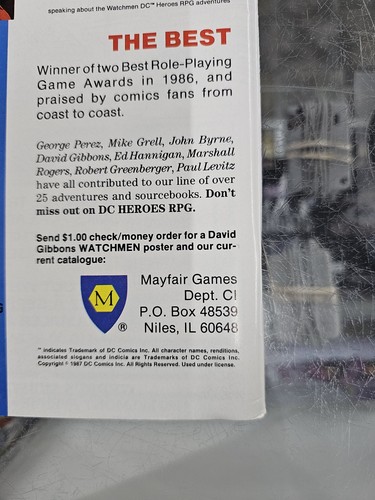 speaking about the Watchmen DC™ Heroes RPG adventures
THE BEST
Winner of two Best Role-Playing
Game Awards in 1986, and
praised by comics fans from
coast to coast.
George Perez, Mike Grell, John Byrne,
David Gibbons, Ed Hannigan, Marshall
Rogers, Robert Greenberger, Paul Levitz
have all contributed to our line of over
25 adventures and sourcebooks. Don't
miss out on DC HEROES RPG.
Send $1.00 check/money order for a David
Gibbons WATCHMEN poster and our cur-
rent catalogue:
M
®
Mayfair Games
Dept. CI
P.O. Box 48539
Niles, IL 60648
™ indicates Trademark of DC Comics Inc. All character names, renditions,
associated slogans and indicia are Trademarks of DC Comics Inc.
Copyright © 1987 DC Comics Inc. All Rights Reserved. Used under license.